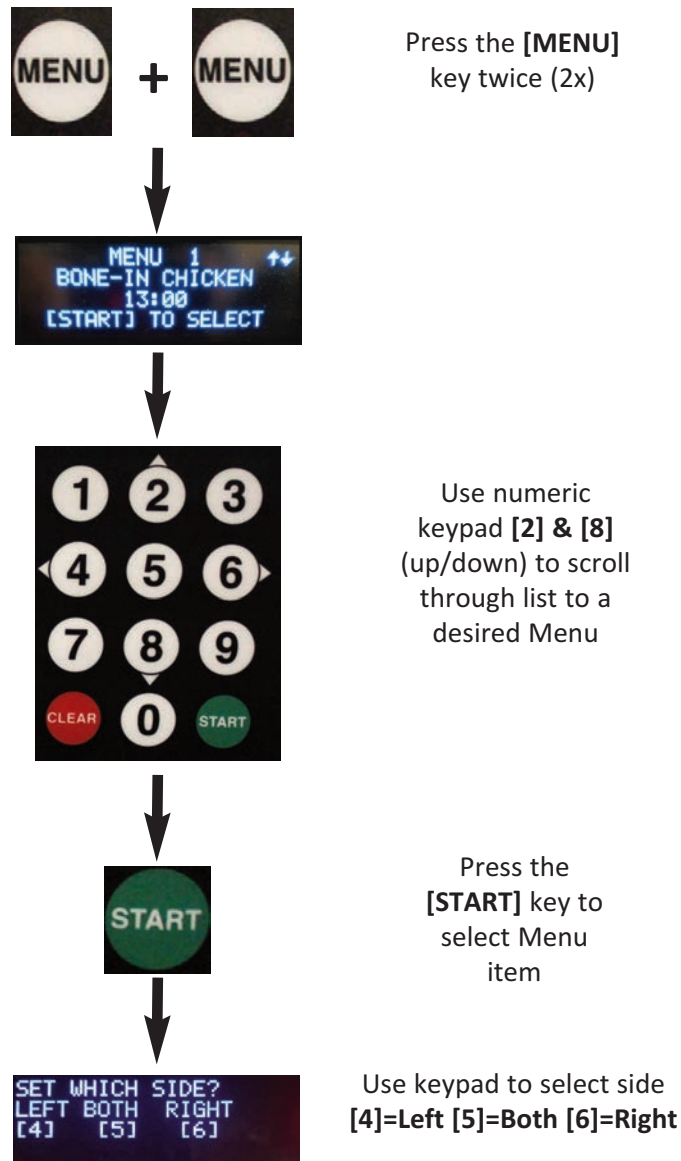 MENU + MENU
Press the [MENU]
key twice (2x)
MENU 1 ↑↓
BONE-IN CHICKEN
13:00
[START] TO SELECT
1 2 3
4 5 6
7 8 9
CLEAR 0 START
Use numeric
keypad [2] & [8]
(up/down) to scroll
through list to a
desired Menu
START
Press the
[START] key to
select Menu
item
SET WHICH SIDE?
LEFT BOTH RIGHT
[4] [5] [6]
Use keypad to select side
[4]=Left [5]=Both [6]=Right